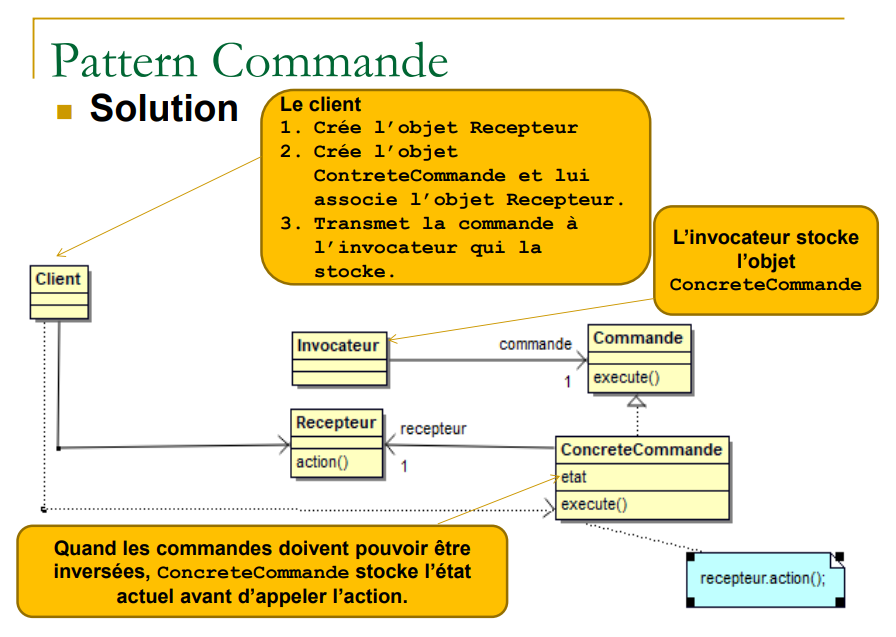 Pattern Commande
Solution
Le client
1. Crée l'objet Recepteur
2. Crée l'objet
ContreteCommande et lui
associe l'objet Recepteur.
3. Transmet la commande à
l'invocateur qui la
stocke.
L'invocateur stocke
l'objet
ConcreteCommande
Client
Invocateur
commande
1
Commande
execute()
Recepteur
action()
recepteur
1
ConcreteCommande
etat
execute()
Quand les commandes doivent pouvoir être
inversées, ConcreteCommande stocke l'état
actuel avant d'appeler l'action.
recepteur.action();